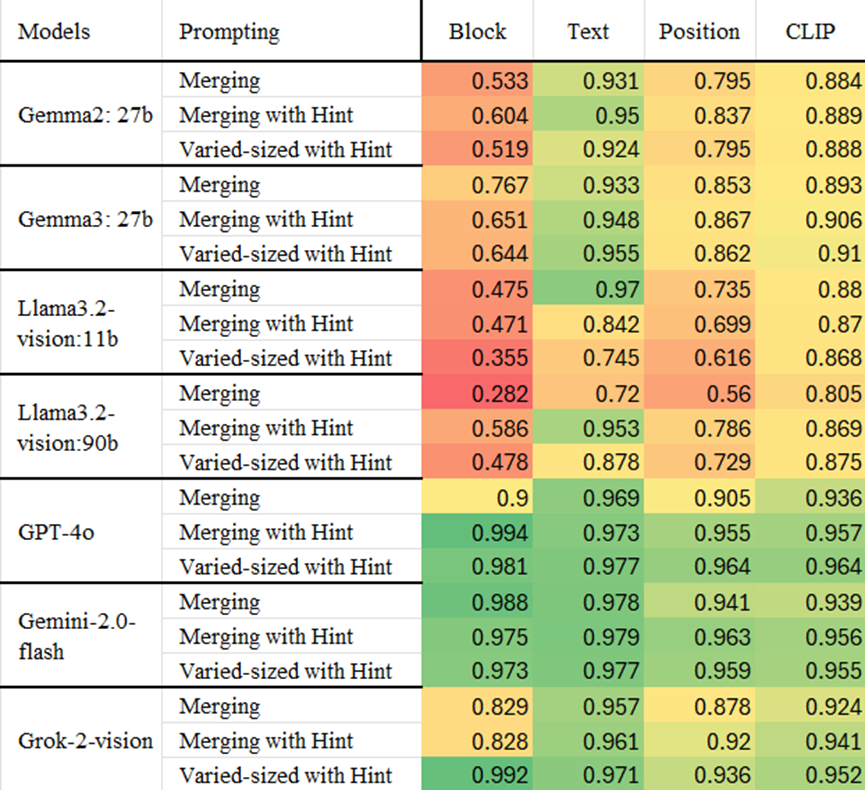 Models Prompting Block Text Position CLIP
Merging 0.533 0.931 0.795 0.884
Gemma2: 27b Merging with Hint 0.604 0.95 0.837 0.889
Varied-sized with Hint 0.519 0.924 0.795 0.888
Merging 0.767 0.933 0.853 0.893
Gemma3: 27b Merging with Hint 0.651 0.948 0.867 0.906
Varied-sized with Hint 0.644 0.955 0.862 0.91
Merging 0.475 0.97 0.735 0.88
Llama3.2-
vision:11b
Merging with Hint 0.471 0.842 0.699 0.87
Varied-sized with Hint 0.355 0.745 0.616 0.868
Merging 0.282 0.72 0.56 0.805
Llama3.2-
vision:90b
Merging with Hint 0.586 0.953 0.786 0.869
Varied-sized with Hint 0.478 0.878 0.729 0.875
Merging 0.9 0.969 0.905 0.936
GPT-4o Merging with Hint 0.994 0.973 0.955 0.957
Varied-sized with Hint 0.981 0.977 0.964 0.964
Merging 0.988 0.978 0.941 0.939
Gemini-2.0-
flash
Merging with Hint 0.975 0.979 0.963 0.956
Varied-sized with Hint 0.973 0.977 0.959 0.955
Merging 0.829 0.957 0.878 0.924
Grok-2-vision Merging with Hint 0.828 0.961 0.92 0.941
Varied-sized with Hint 0.992 0.971 0.936 0.952